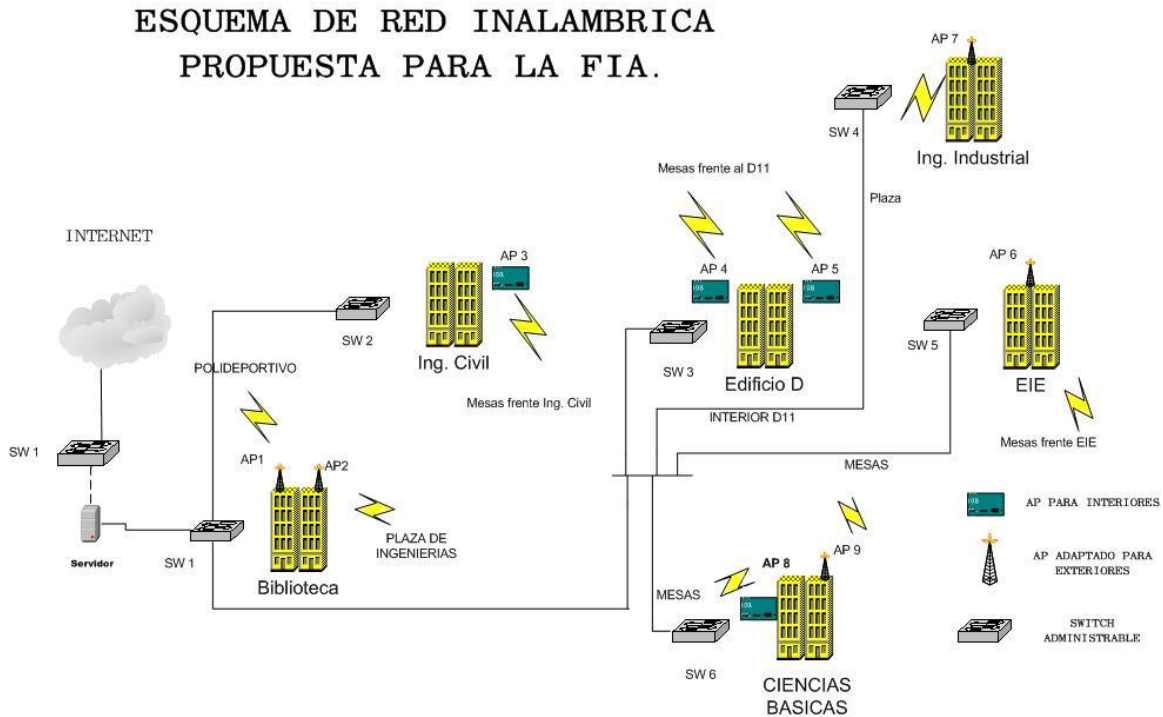 ESQUEMA DE RED INALAMBRICA
PROPUESTA PARA LA FIA.
AP 7
SW 4
Ing. Industrial
Mesas frente al D11
Plaza
INTERNET
AP 3
AP 4
AP 5
AP 6
SW 2
Ing. Civil
SW 3
SW 5
POLIDEPORTIVO
Edificio D
EIE
Mesas frente Ing. Civil
INTERIOR D11
Mesas frente EIE
SW 1
AP1
AP2
MESAS
Servidor
SW 1
PLAZA DE
INGENIERIAS
Biblioteca
AP 9
AP 8
MESAS
SW 6
CIENCIAS
BASICAS
AP PARA INTERIORES
AP ADAPTADO PARA
EXTERIORES
SWITCH
ADMINISTRABLE